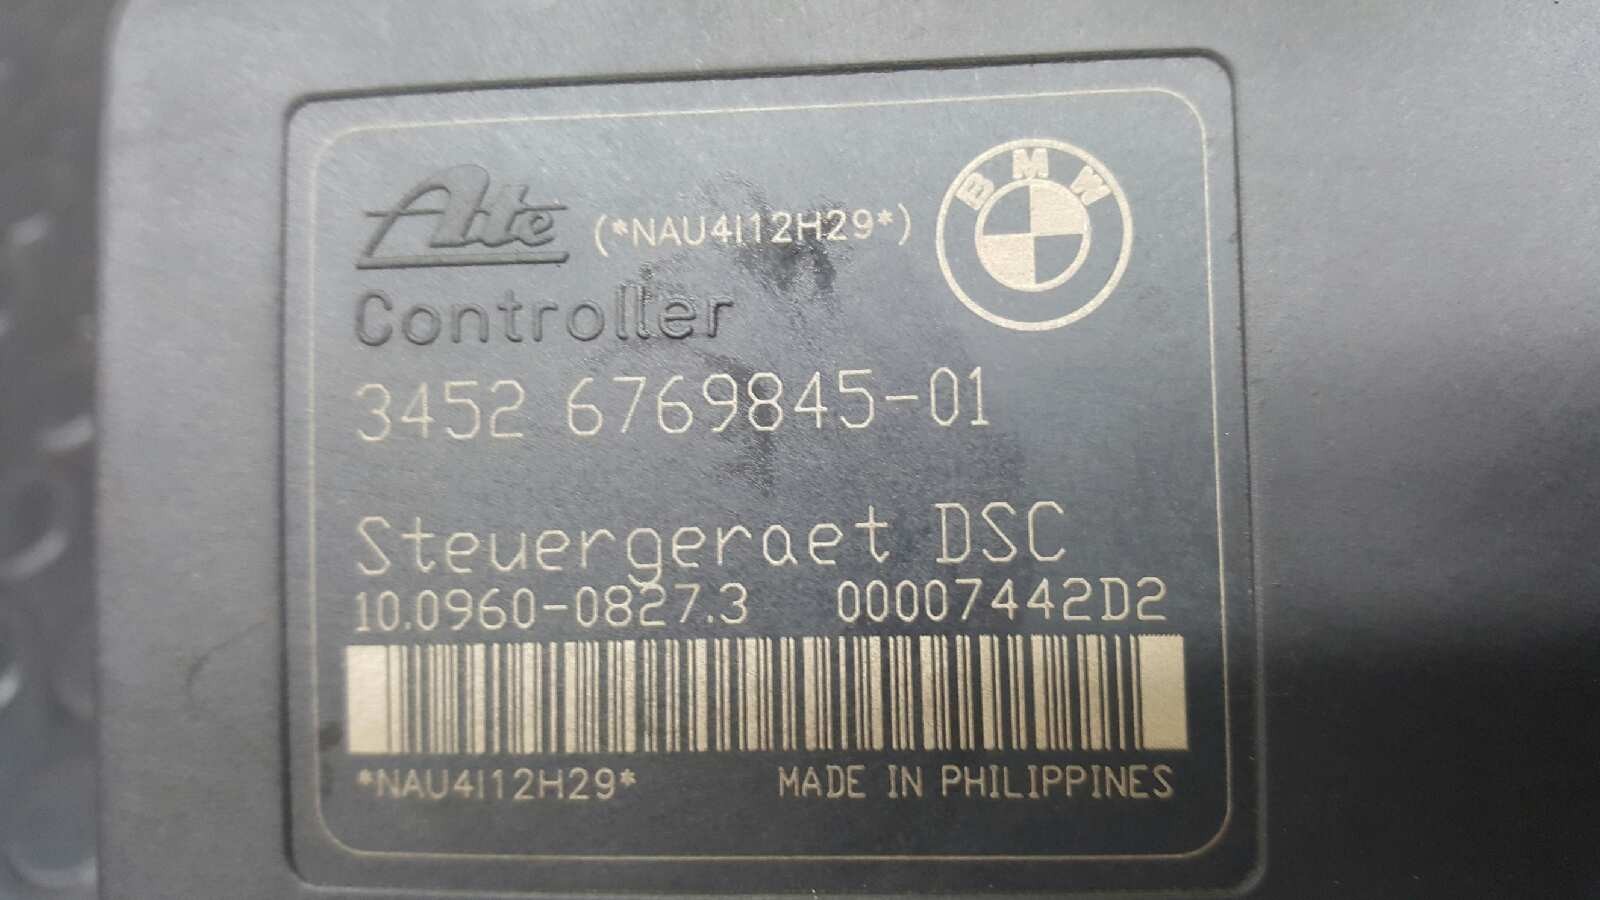 Ate (*NAU4I12H29*) BMW
Controller
3452 6769845-01
Steuergeraet DSC
10.0960-0827.3 00007442D2
*NAU4I12H29* MADE IN PHILIPPINES